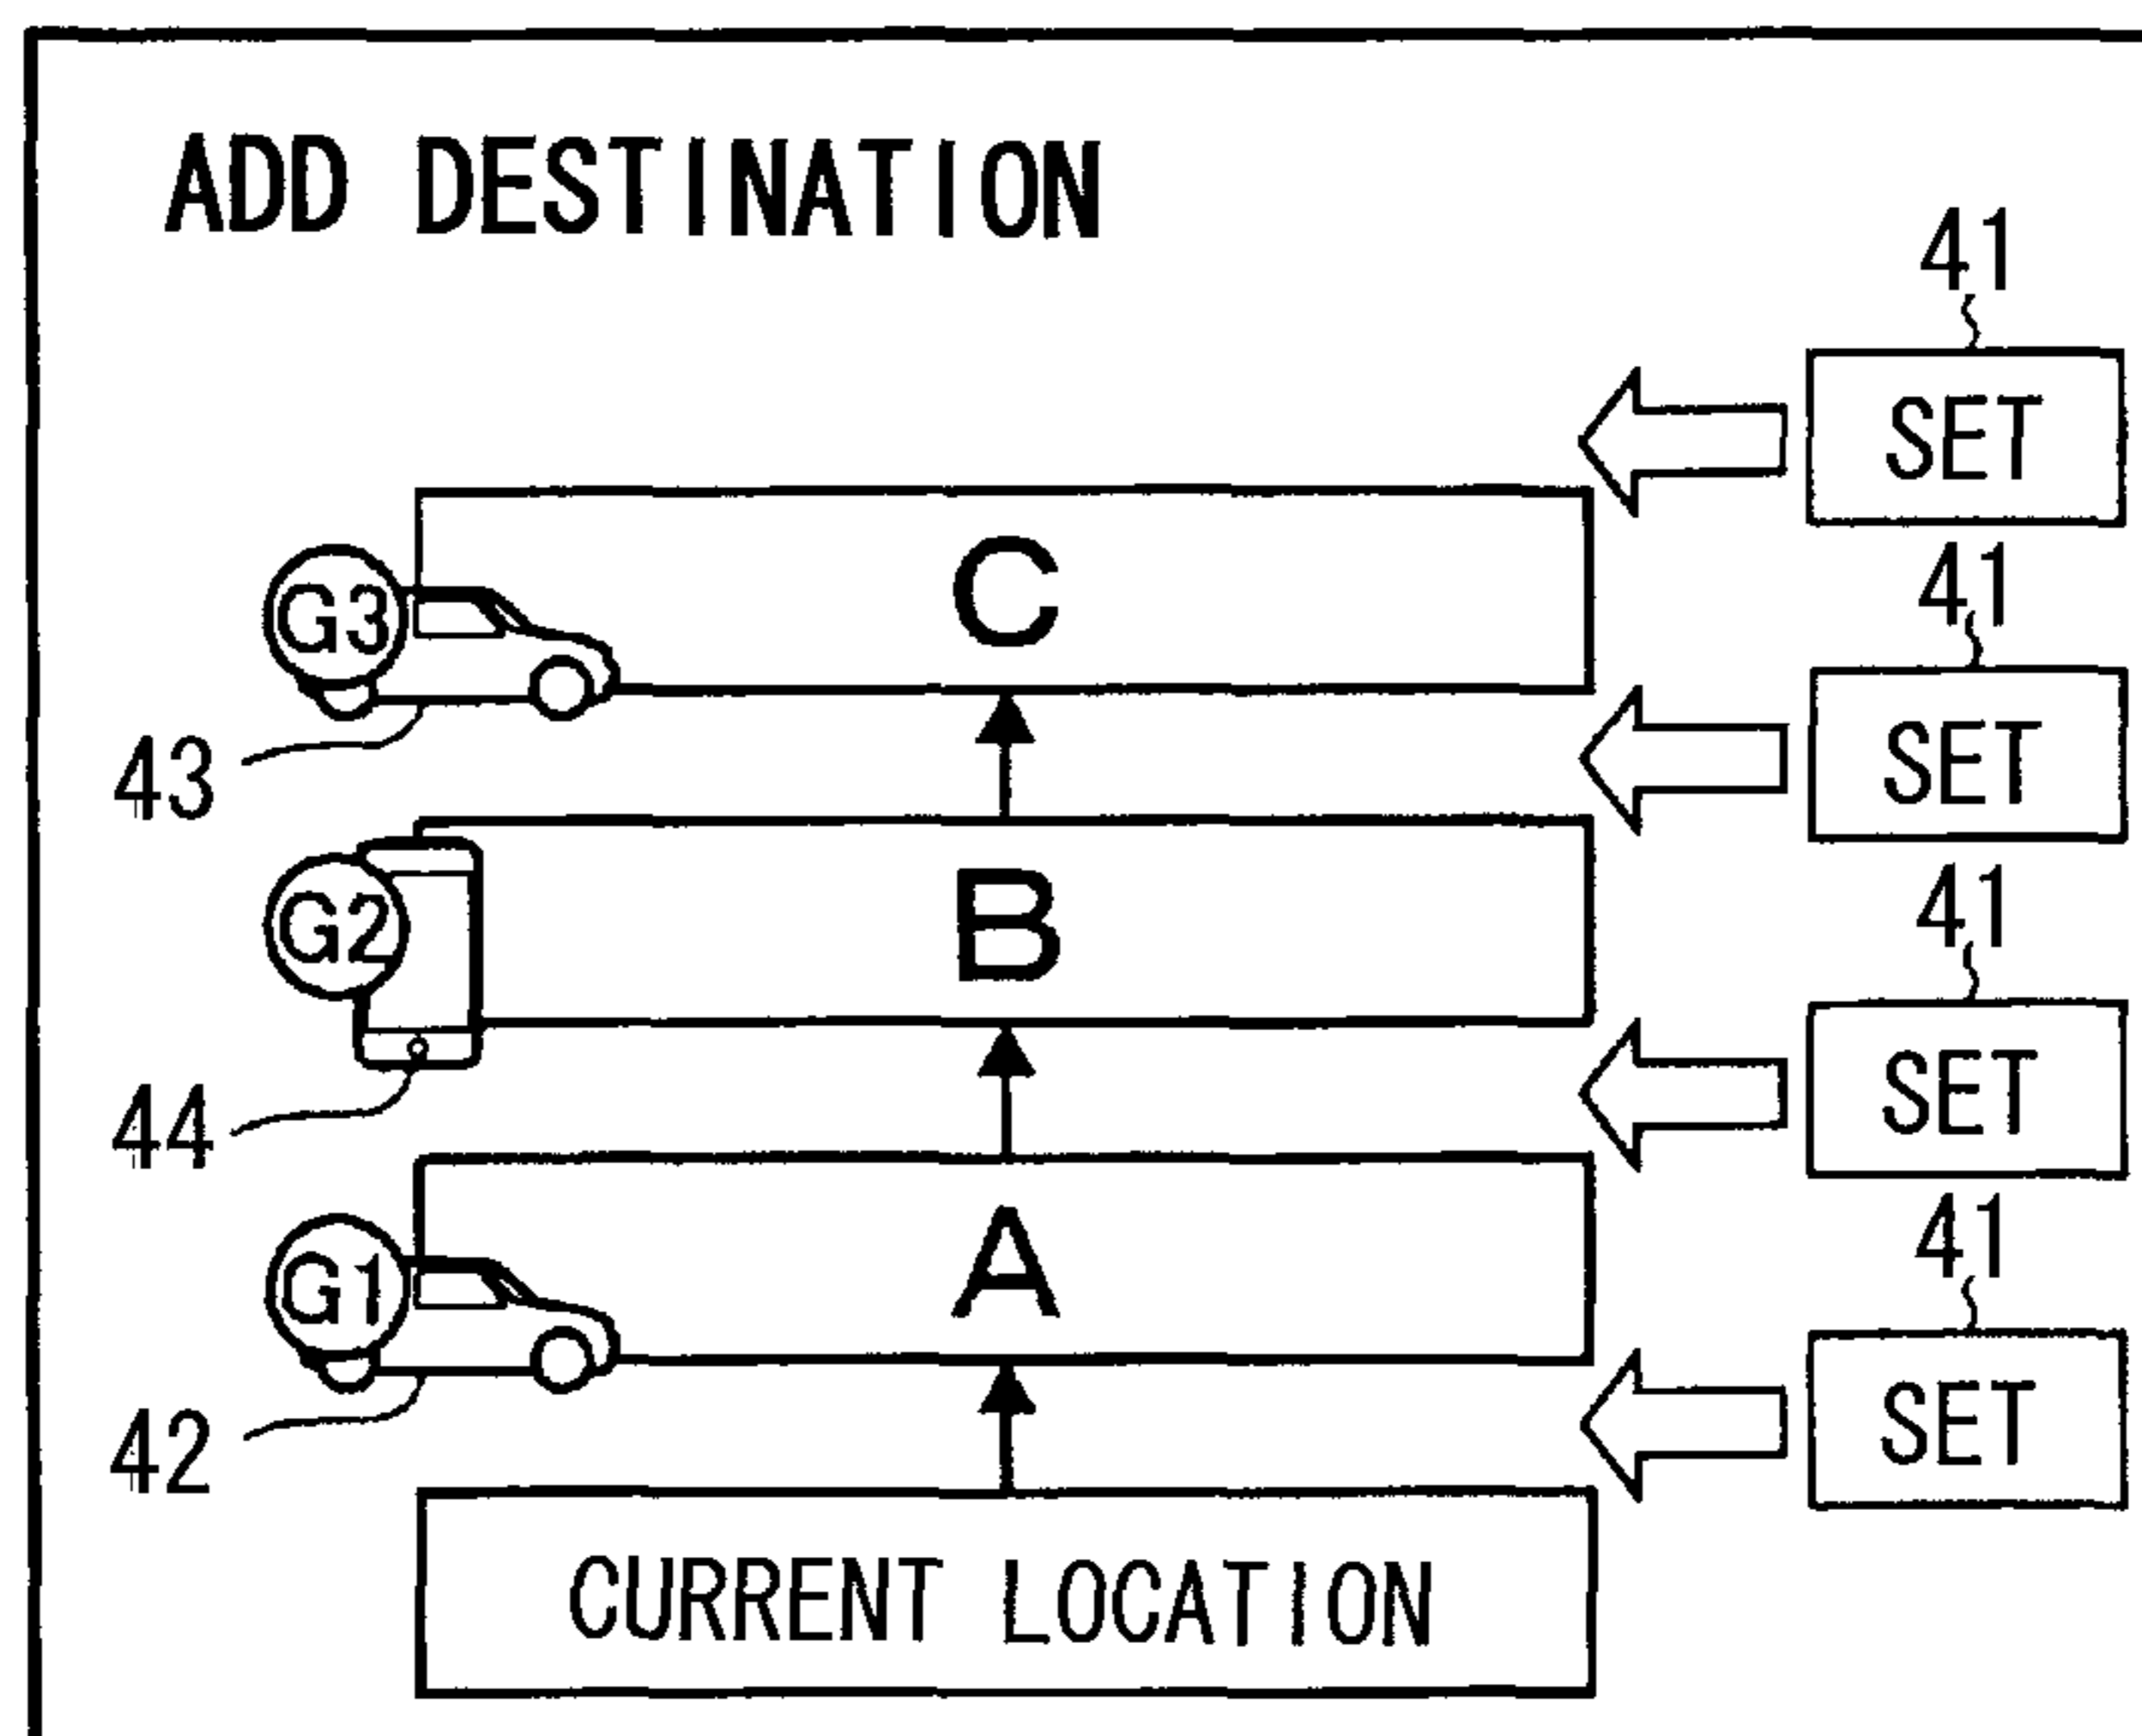 ADD DESTINATION
41
SET
C
G3
41
43
SET
B
G2
41
44
SET
A
G1
41
42
SET
CURRENT LOCATION